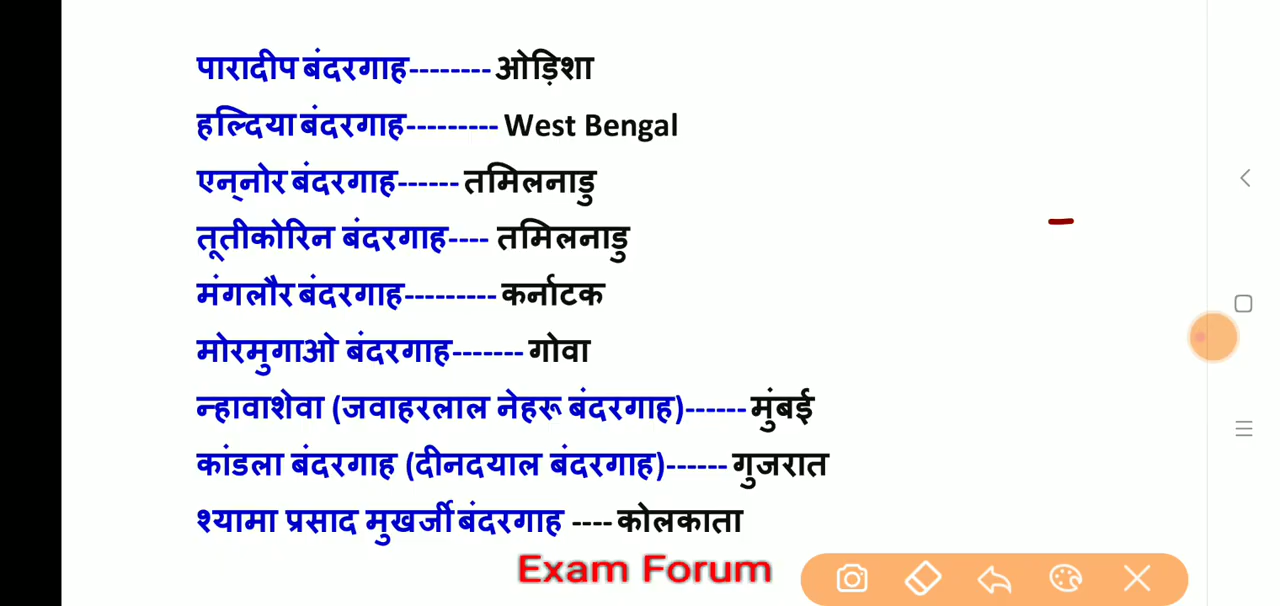 पारादीप बंदरगाह-------- ओड़िशा
हल्दिया बंदरगाह--------- West Bengal
एन्‌नोर बंदरगाह------ तमिलनाडु
तूतीकोरिन बंदरगाह---- तमिलनाडु
मंगलौर बंदरगाह--------- कर्नाटक
मोरमुगाओ बंदरगाह------- गोवा
न्हावाशेवा (जवाहरलाल नेहरू बंदरगाह)------ मुंबई
कांडला बंदरगाह (दीनदयाल बंदरगाह)------ गुजरात
श्यामा प्रसाद मुखर्जी बंदरगाह ---- कोलकाता
Exam Forum